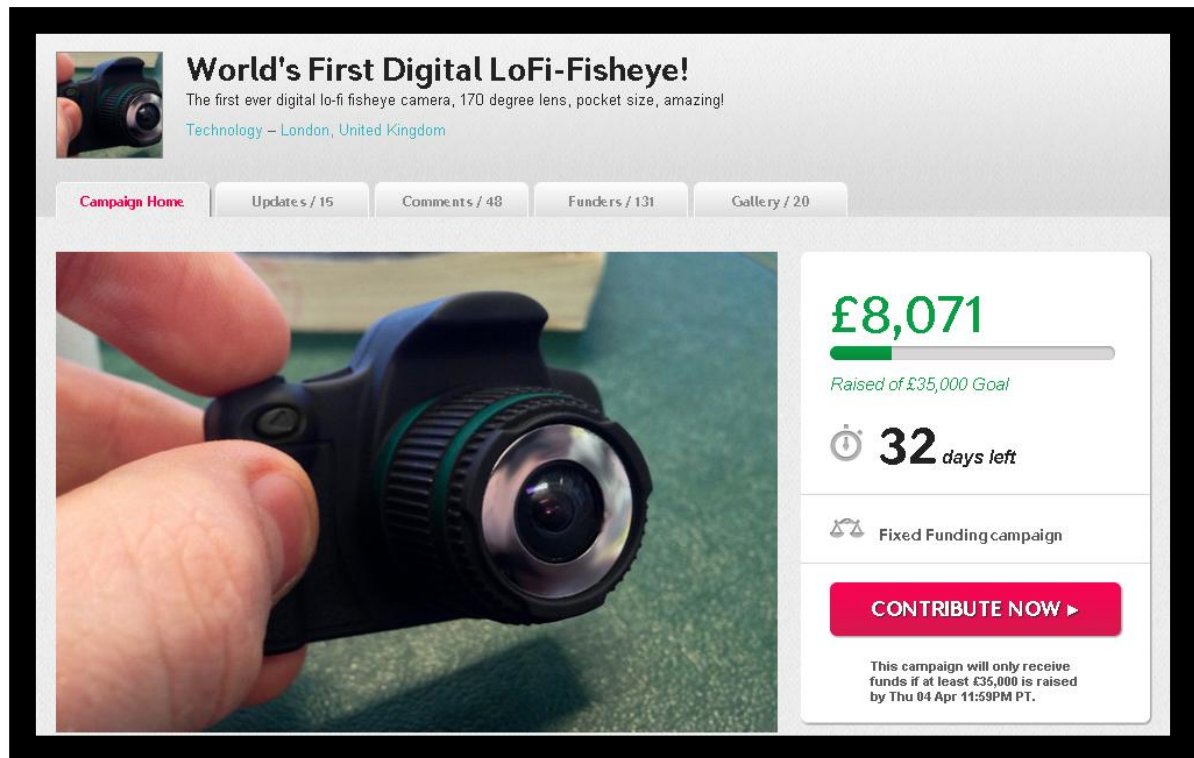 World's First Digital LoFi-Fisheye!
The first ever digital lo-fi fisheye camera, 170 degree lens, pocket size, amazing!
Technology – London, United Kingdom
Campaign Home
Updates / 15
Comments / 48
Funders / 131
Gallery / 20
£8,071
Raised of £35,000 Goal
32 days left
Fixed Funding campaign
CONTRIBUTE NOW ▸
This campaign will only receive
funds if at least £35,000 is raised
by Thu 04 Apr 11:59PM PT.